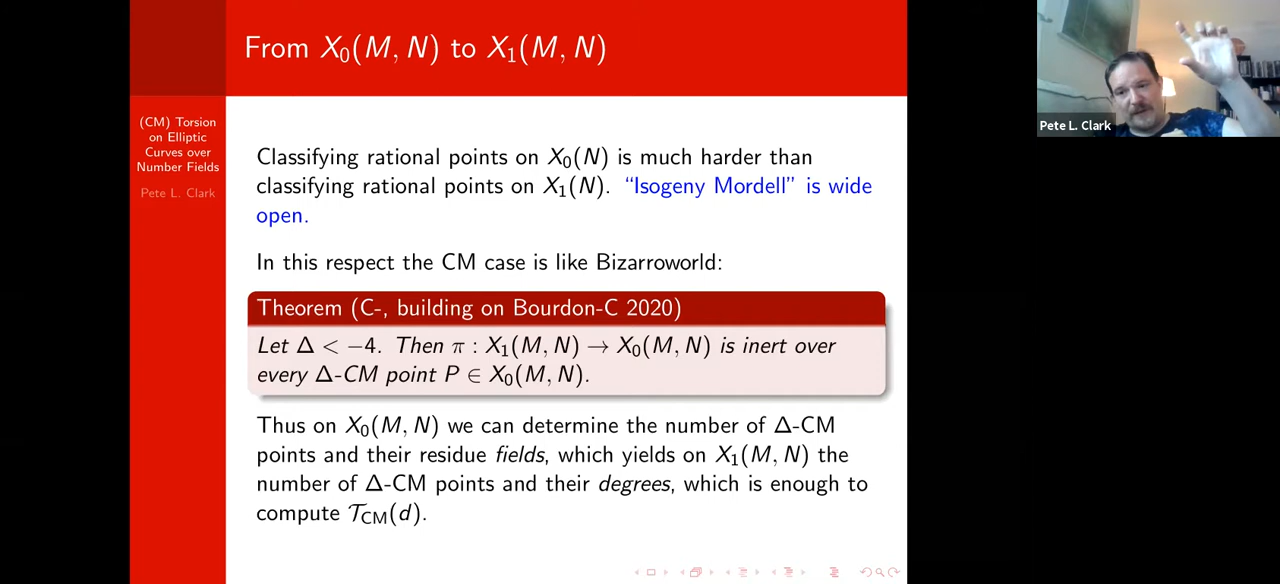 From X₀(M, N) to X₁(M, N)
(CM) Torsion
on Elliptic
Curves over
Number Fields
Pete L. Clark
Classifying rational points on X₀(N) is much harder than
classifying rational points on X₁(N). “Isogeny Mordell” is wide
open.
In this respect the CM case is like Bizarroworld:
Theorem (C-, building on Bourdon-C 2020)
Let Δ < −4. Then π : X₁(M, N) → X₀(M, N) is inert over
every Δ-CM point P ∈ X₀(M, N).
Thus on X₀(M, N) we can determine the number of Δ-CM
points and their residue fields, which yields on X₁(M, N) the
number of Δ-CM points and their degrees, which is enough to
compute 𝒯_CM(d).
Pete L. Clark